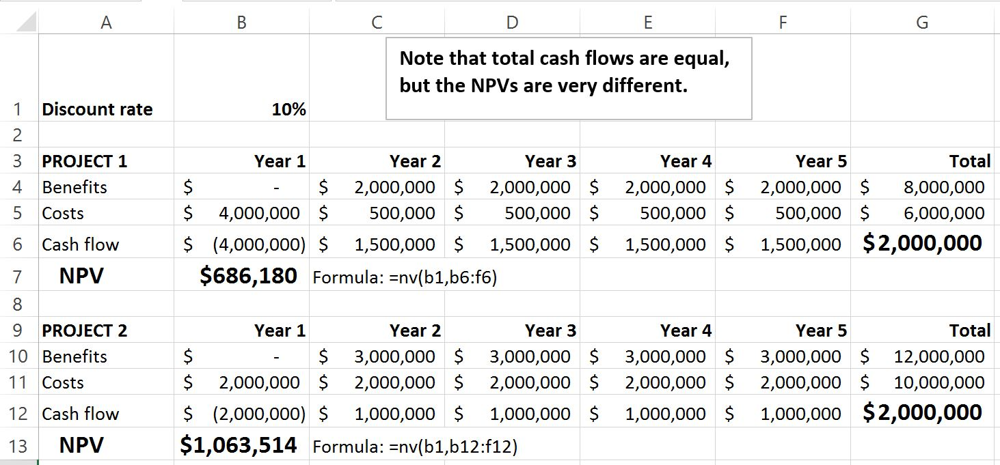 A B C D E F G
Note that total cash flows are equal,
but the NPVs are very different.
1 Discount rate 10%
2
3 PROJECT 1 Year 1 Year 2 Year 3 Year 4 Year 5 Total
4 Benefits $ - $ 2,000,000 $ 2,000,000 $ 2,000,000 $ 2,000,000 $ 8,000,000
5 Costs $ 4,000,000 $ 500,000 $ 500,000 $ 500,000 $ 500,000 $ 6,000,000
6 Cash flow $ (4,000,000) $ 1,500,000 $ 1,500,000 $ 1,500,000 $ 1,500,000 $2,000,000
7 NPV $686,180 Formula: =nv(b1,b6:f6)
8
9 PROJECT 2 Year 1 Year 2 Year 3 Year 4 Year 5 Total
10 Benefits $ - $ 3,000,000 $ 3,000,000 $ 3,000,000 $ 3,000,000 $ 12,000,000
11 Costs $ 2,000,000 $ 2,000,000 $ 2,000,000 $ 2,000,000 $ 2,000,000 $ 10,000,000
12 Cash flow $ (2,000,000) $ 1,000,000 $ 1,000,000 $ 1,000,000 $ 1,000,000 $2,000,000
13 NPV $1,063,514 Formula: =nv(b1,b12:f12)